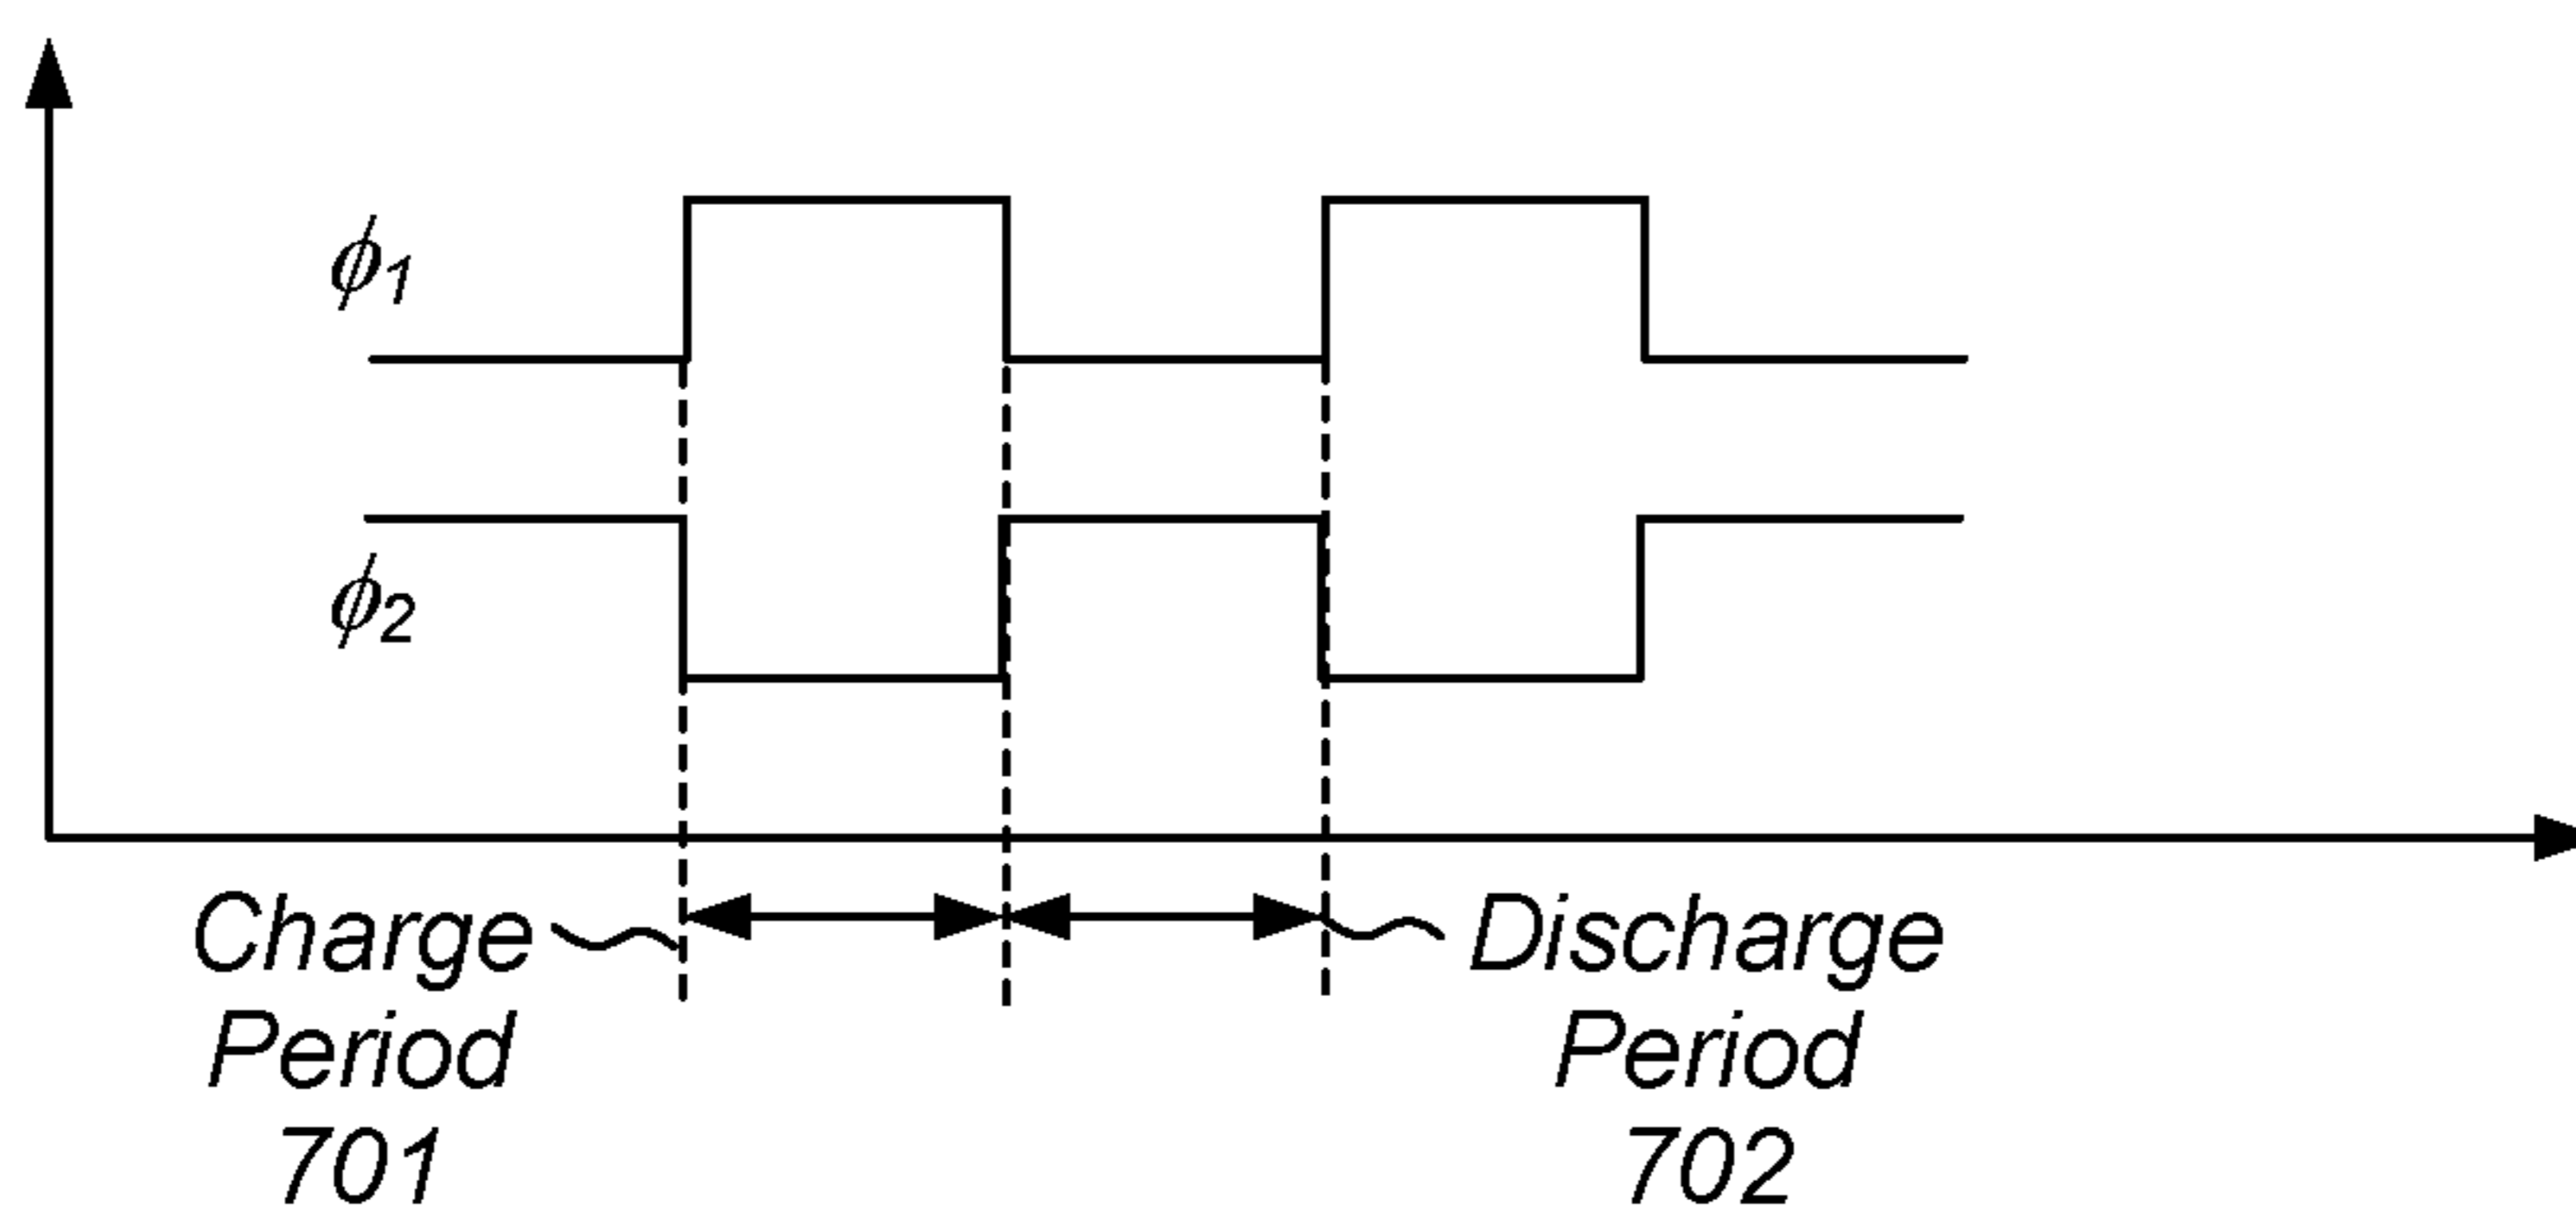 ϕ1
ϕ2
Charge
Period
701
Discharge
Period
702